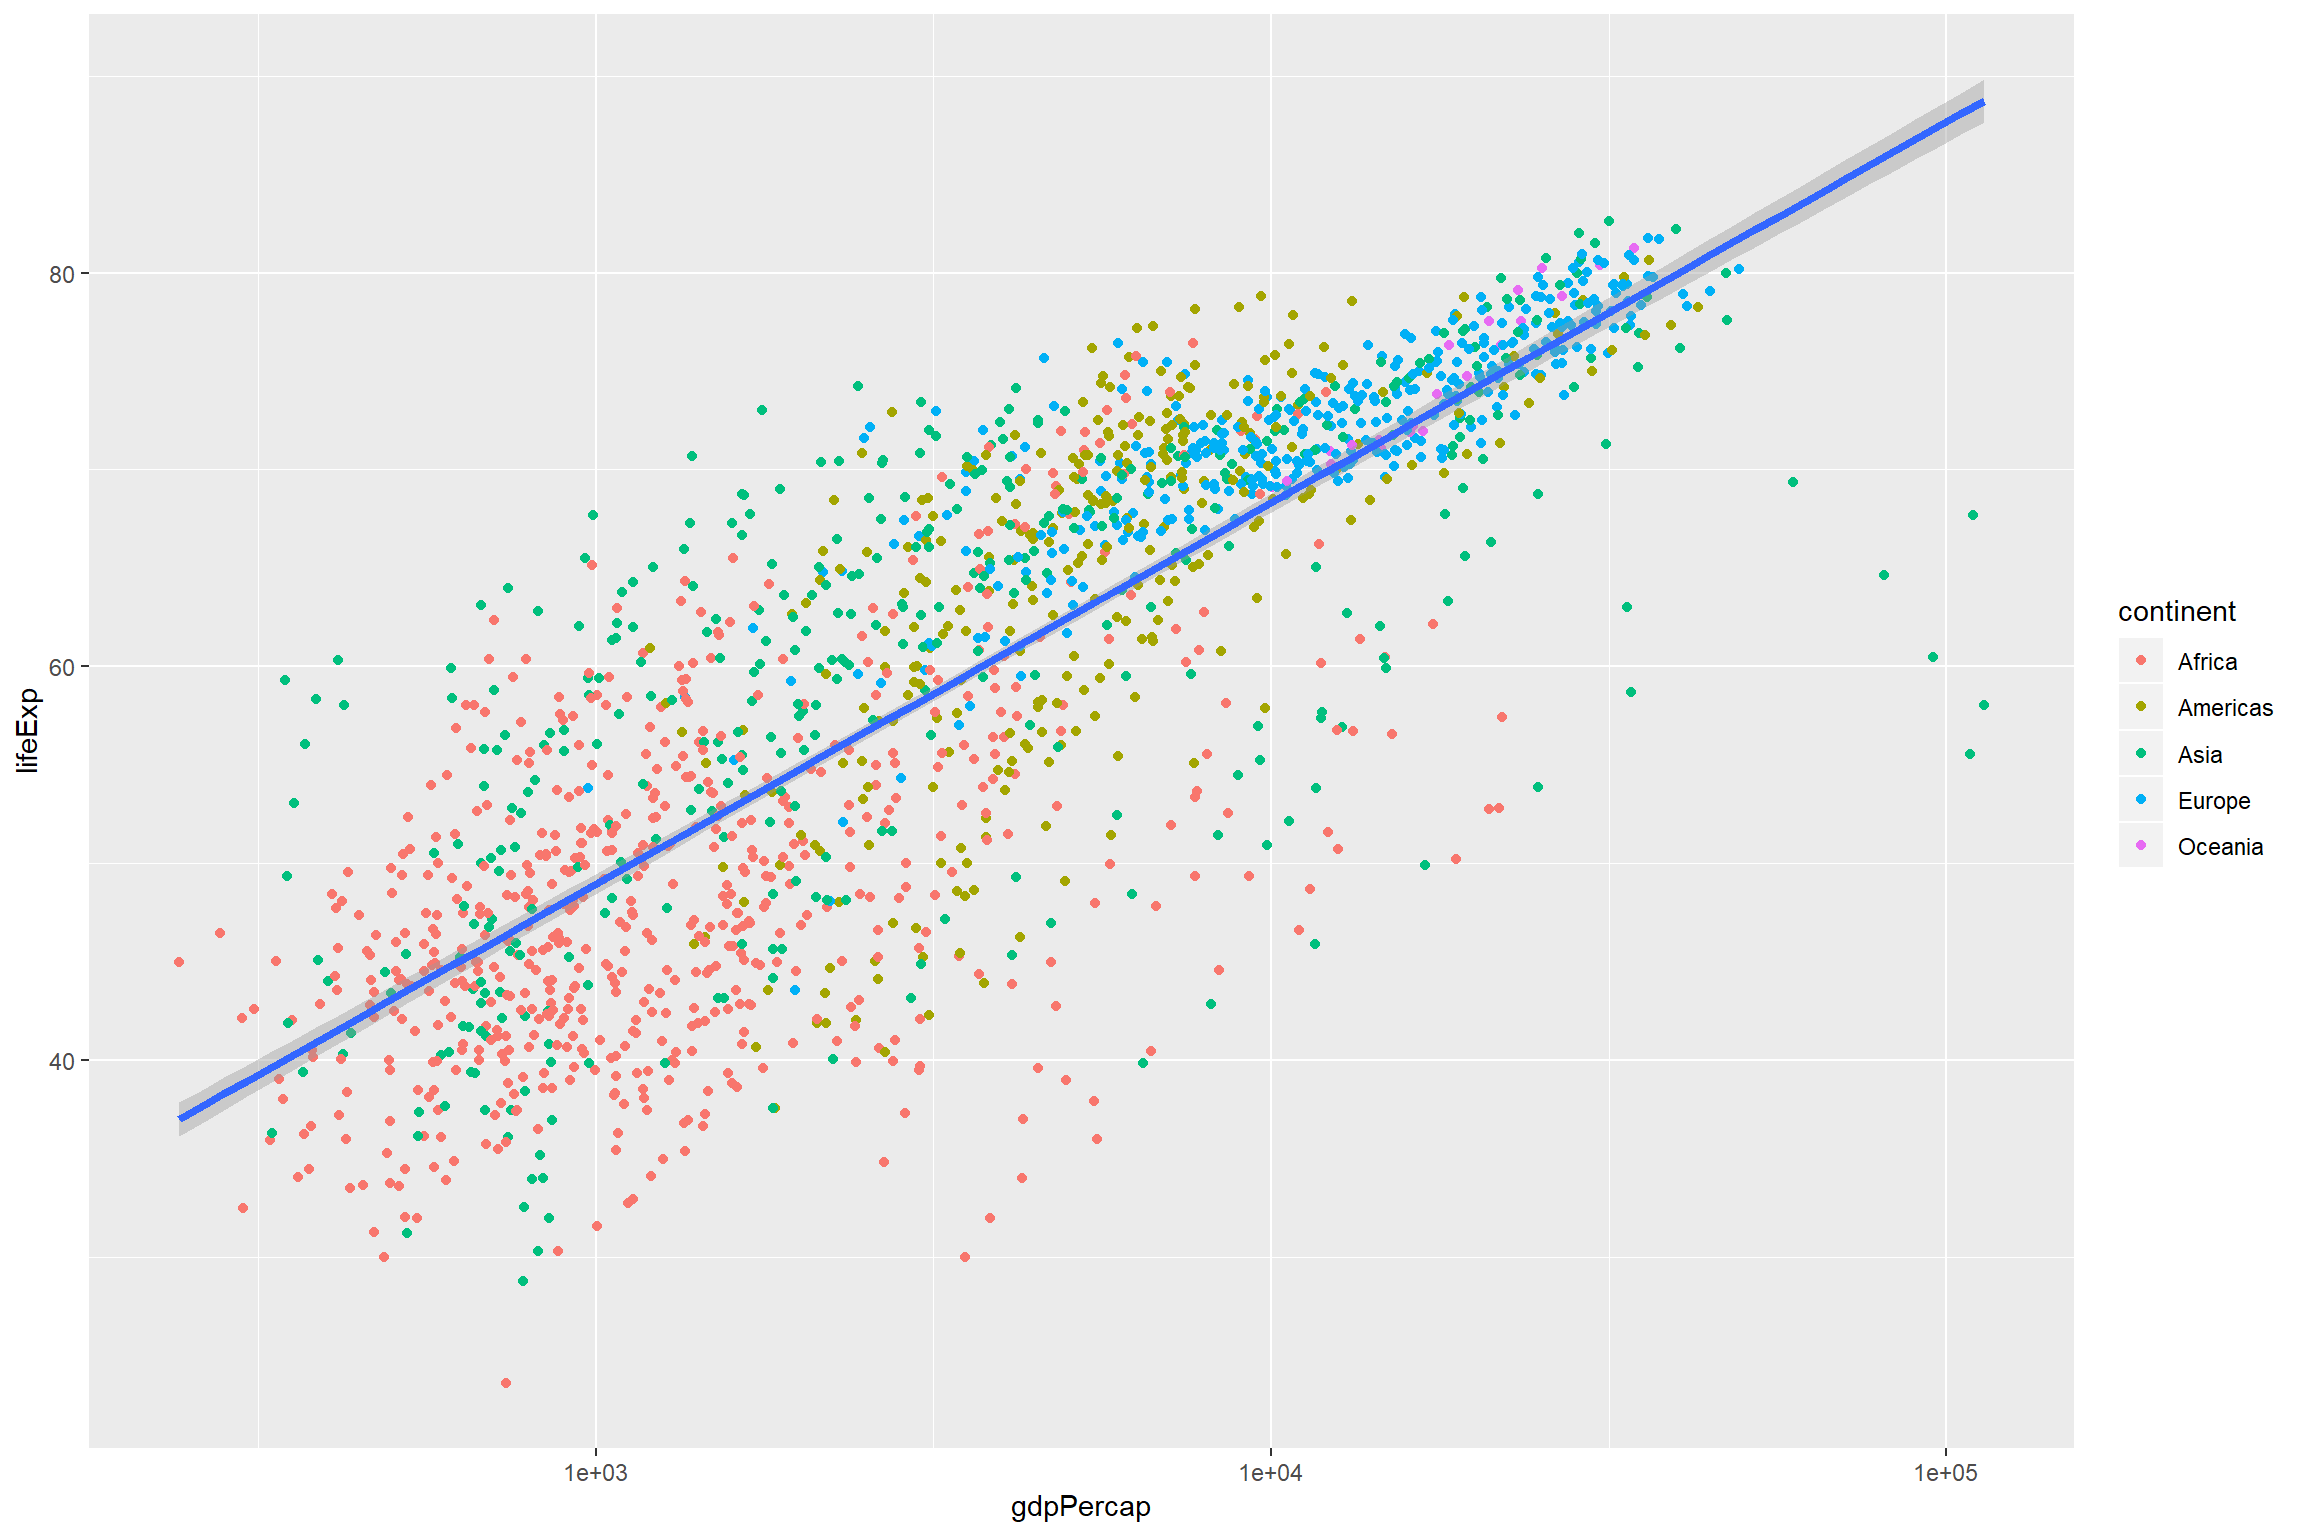 80
60
40
lifeExp
1e+03
1e+04
1e+05
gdpPercap
continent
Africa
Americas
Asia
Europe
Oceania